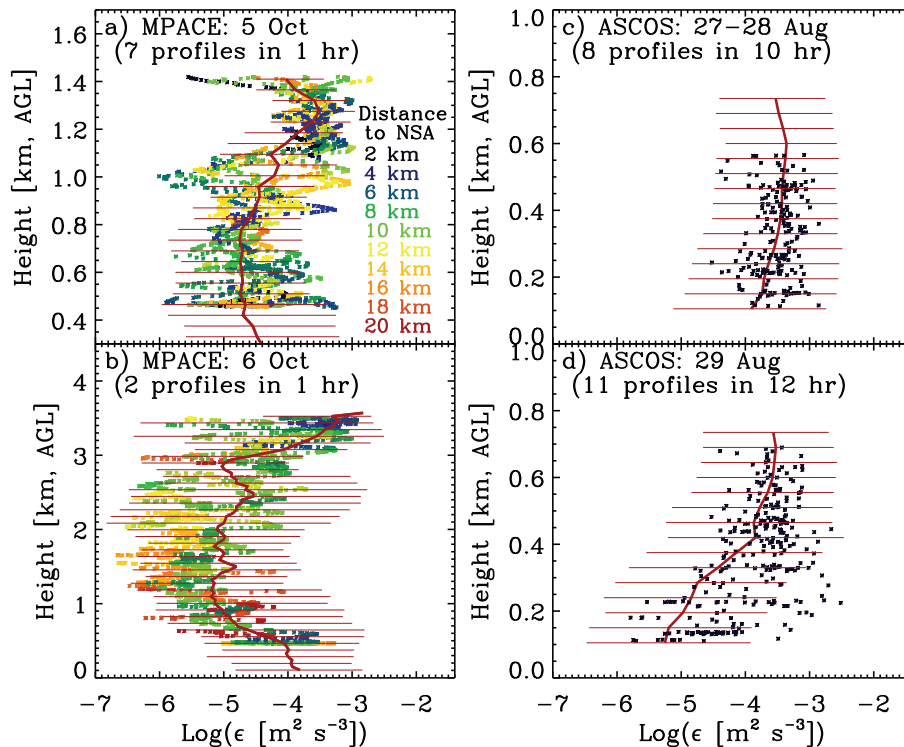 a) MPACE: 5 Oct
(7 profiles in 1 hr)
Height [km, AGL]
1.6
1.4
1.2
1.0
0.8
0.6
0.4
Distance
to NSA
2 km
4 km
6 km
8 km
10 km
12 km
14 km
16 km
18 km
20 km
c) ASCOS: 27−28 Aug
(8 profiles in 10 hr)
Height [km, AGL]
1.0
0.8
0.6
0.4
0.2
0.0
b) MPACE: 6 Oct
(2 profiles in 1 hr)
Height [km, AGL]
4
3
2
1
0
−7 −6 −5 −4 −3 −2
Log(ϵ [m² s⁻³])
d) ASCOS: 29 Aug
(11 profiles in 12 hr)
Height [km, AGL]
0.8
0.6
0.4
0.2
0.0
−6 −5 −4 −3 −2
Log(ϵ [m² s⁻³])